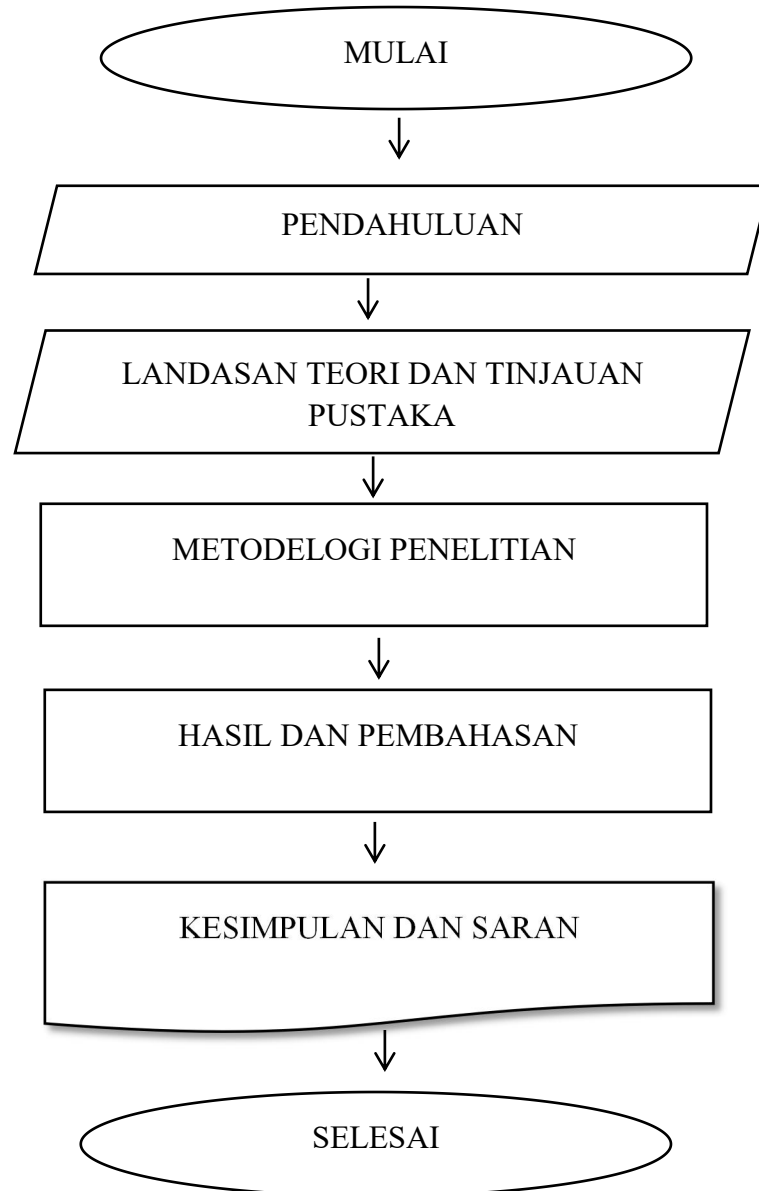 MULAI
PENDAHULUAN
LANDASAN TEORI DAN TINJAUAN
PUSTAKA
METODELOGI PENELITIAN
HASIL DAN PEMBAHASAN
KESIMPULAN DAN SARAN
SELESAI